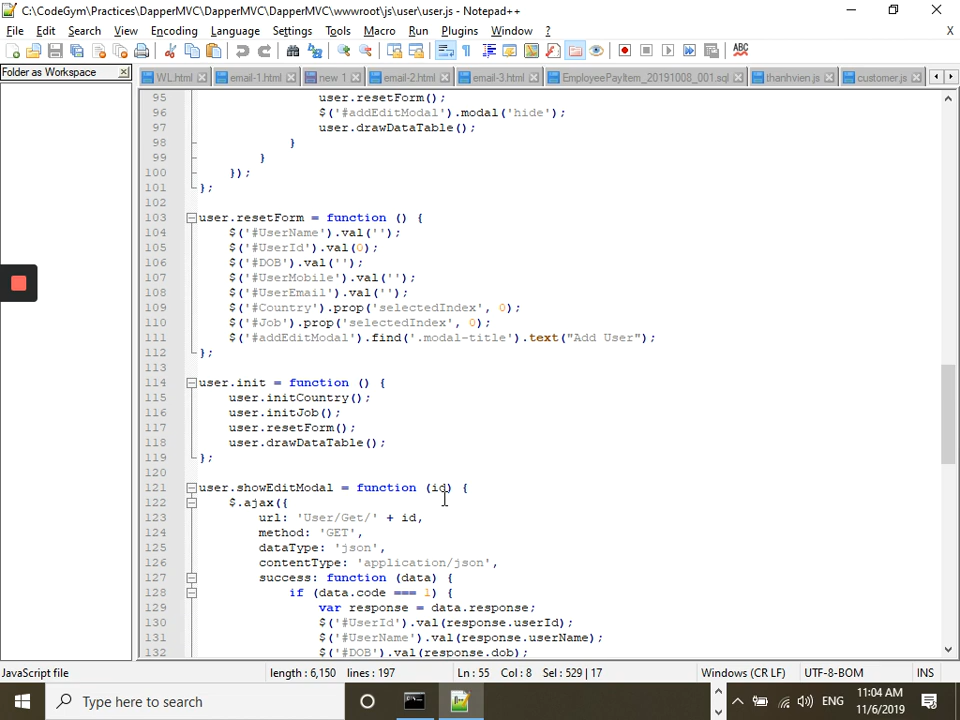 C:\CodeGym\Practices\DapperMVC\DapperMVC\DapperMVC\wwwroot\js\user\user.js - Notepad++
File Edit Search View Encoding Language Settings Tools Macro Run Plugins Window ? X
Folder as Workspace
WL.html email-1.html new 1 email-2.html email-3.html EmployeePayItem_20191008_001.sql thanhvien.js customer.js
95 user.resetForm();
96 $('#addEditModal').modal('hide');
97 user.drawDataTable();
98 }
99 }
100 });
101 };
102
103 user.resetForm = function () {
104 $('#UserName').val('');
105 $('#UserId').val(0);
106 $('#DOB').val('');
107 $('#UserMobile').val('');
108 $('#UserEmail').val('');
109 $('#Country').prop('selectedIndex', 0);
110 $('#Job').prop('selectedIndex', 0);
111 $('#addEditModal').find('.modal-title').text("Add User");
112 };
113
114 user.init = function () {
115 user.initCountry();
116 user.initJob();
117 user.resetForm();
118 user.drawDataTable();
119 };
120
121 user.showEditModal = function (id) {
122 $.ajax({
123 url: 'User/Get/' + id,
124 method: 'GET',
125 dataType: 'json',
126 contentType: 'application/json',
127 success: function (data) {
128 if (data.code === 1) {
129 var response = data.response;
130 $('#UserId').val(response.userId);
131 $('#UserName').val(response.userName);
132 $('#DOB').val(response.dob);
JavaScript file length : 6,150 lines : 197 Ln : 55 Col : 8 Sel : 529 | 17 Windows (CR LF) UTF-8-BOM INS
Type here to search
ENG
11:04 AM
11/6/2019